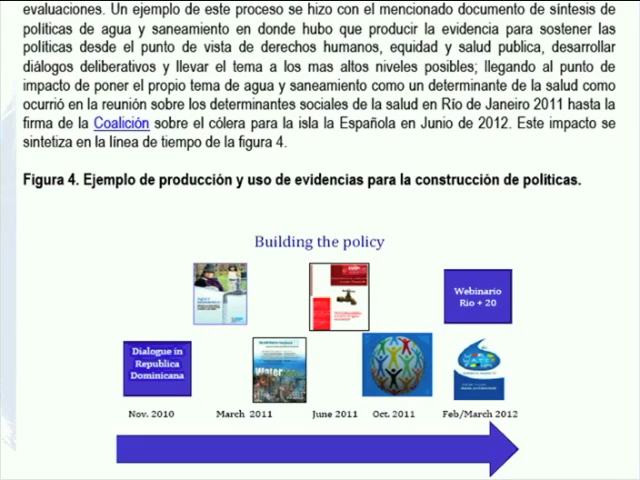 evaluaciones. Un ejemplo de este proceso se hizo con el mencionado documento de síntesis de
políticas de agua y saneamiento en donde hubo que producir la evidencia para sostener las
políticas desde el punto de vista de derechos humanos, equidad y salud publica, desarrollar
diálogos deliberativos y llevar el tema a los mas altos niveles posibles; llegando al punto de
impacto de poner el propio tema de agua y saneamiento como un determinante de la salud como
ocurrió en la reunión sobre los determinantes sociales de la salud en Río de Janeiro 2011 hasta la
firma de la Coalición sobre el cólera para la isla la Española en Junio de 2012. Este impacto se
sintetiza en la línea de tiempo de la figura 4.
Figura 4. Ejemplo de producción y uso de evidencias para la construcción de políticas.
Building the policy
Webinario
Rio + 20
Dialogue in
Republica
Dominicana
Water
Nov. 2010
March 2011
June 2011
Oct. 2011
Feb/March 2012